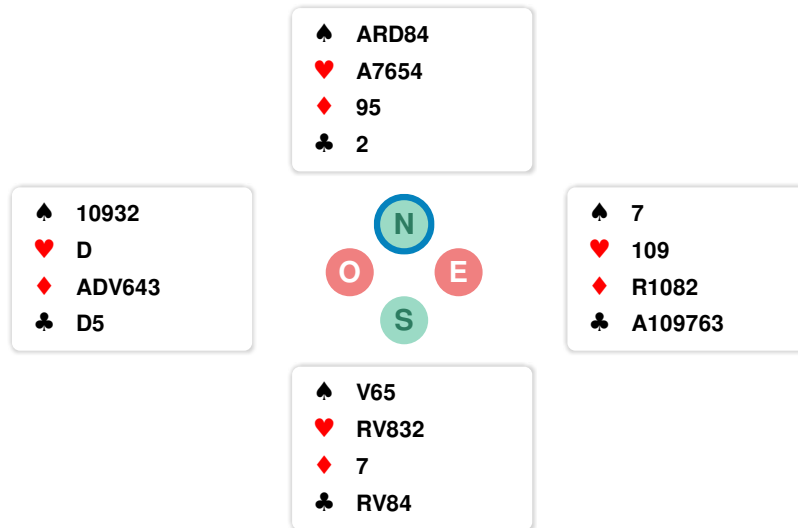 ♠ ARD84
♥ A7654
♦ 95
♣ 2
♠ 10932
♥ D
♦ ADV643
♣ D5
N
O
E
S
♠ 7
♥ 109
♦ R1082
♣ A109763
♠ V65
♥ RV832
♦ 7
♣ RV84